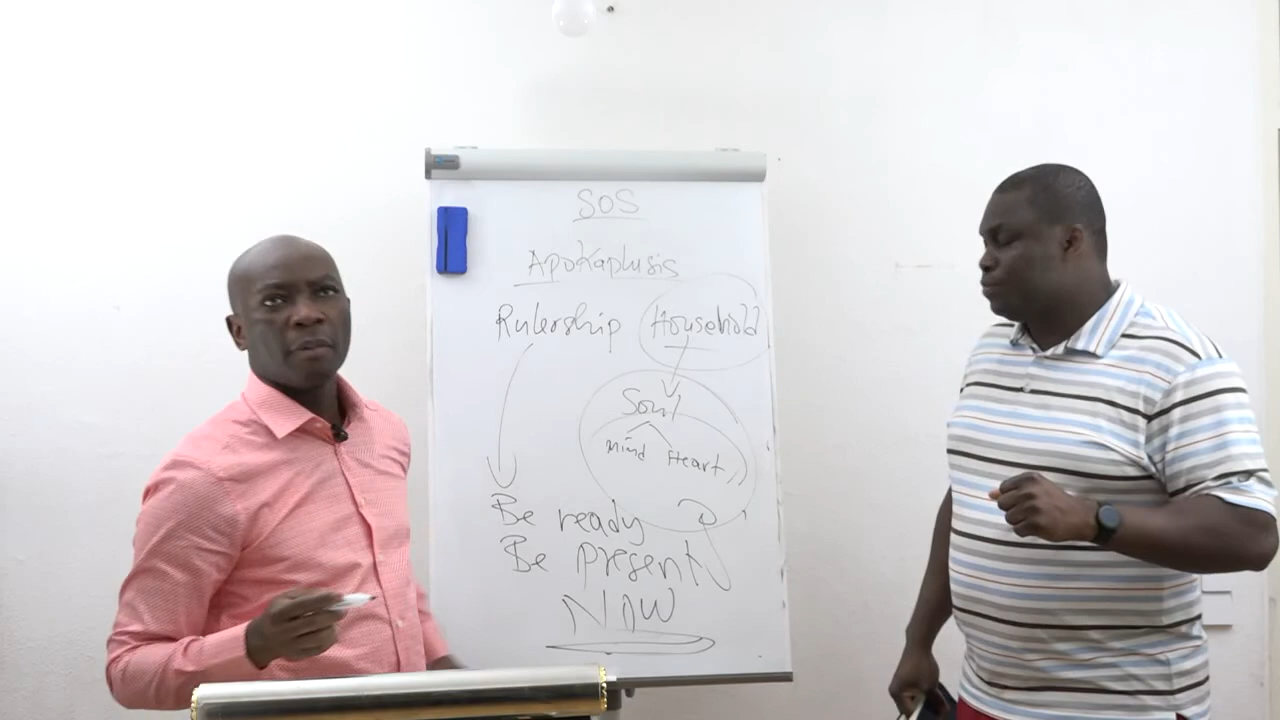 SOS
Apokaplusis
Rulership Household
Soul
mind Heart
Be ready
Be present
NOW